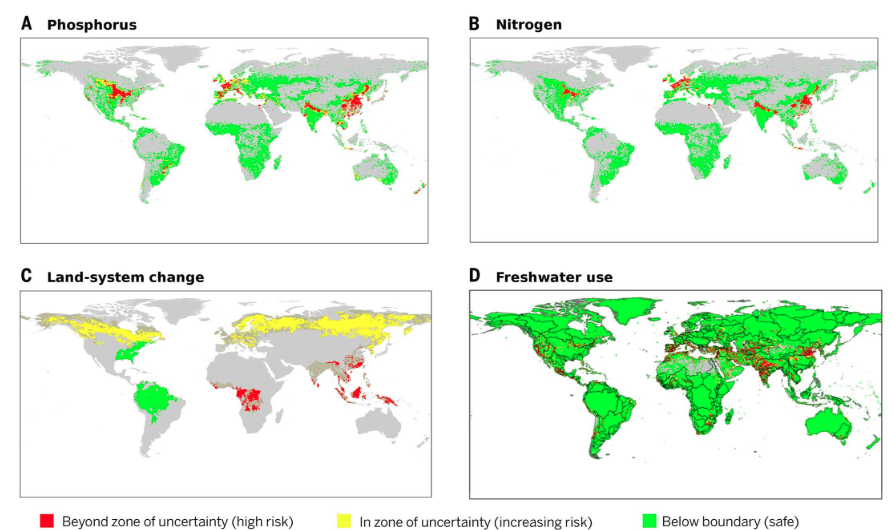 A Phosphorus
B Nitrogen
C Land-system change
D Freshwater use
Beyond zone of uncertainty (high risk)
In zone of uncertainty (increasing risk)
Below boundary (safe)